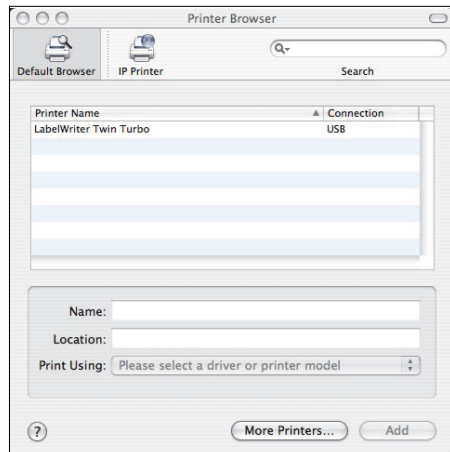 Printer Browser
Default Browser IP Printer Search
Printer Name Connection
LabelWriter Twin Turbo USB
Name:
Location:
Print Using: Please select a driver or printer model
? More Printers... Add